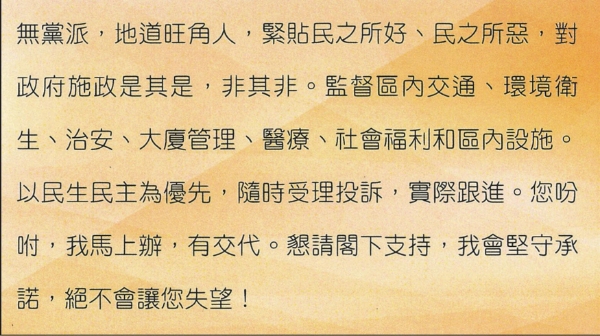 無黨派，地道旺角人，緊貼民之所好、民之所惡，對
政府施政是其是，非其非。監督區內交通、環境衛
生、治安、大廈管理、醫療、社會福利和區內設施。
以民生民主為優先，隨時受理投訴，實際跟進。您吩
咐，我馬上辦，有交代。懇請閣下支持，我會堅守承
諾，絕不會讓您失望！